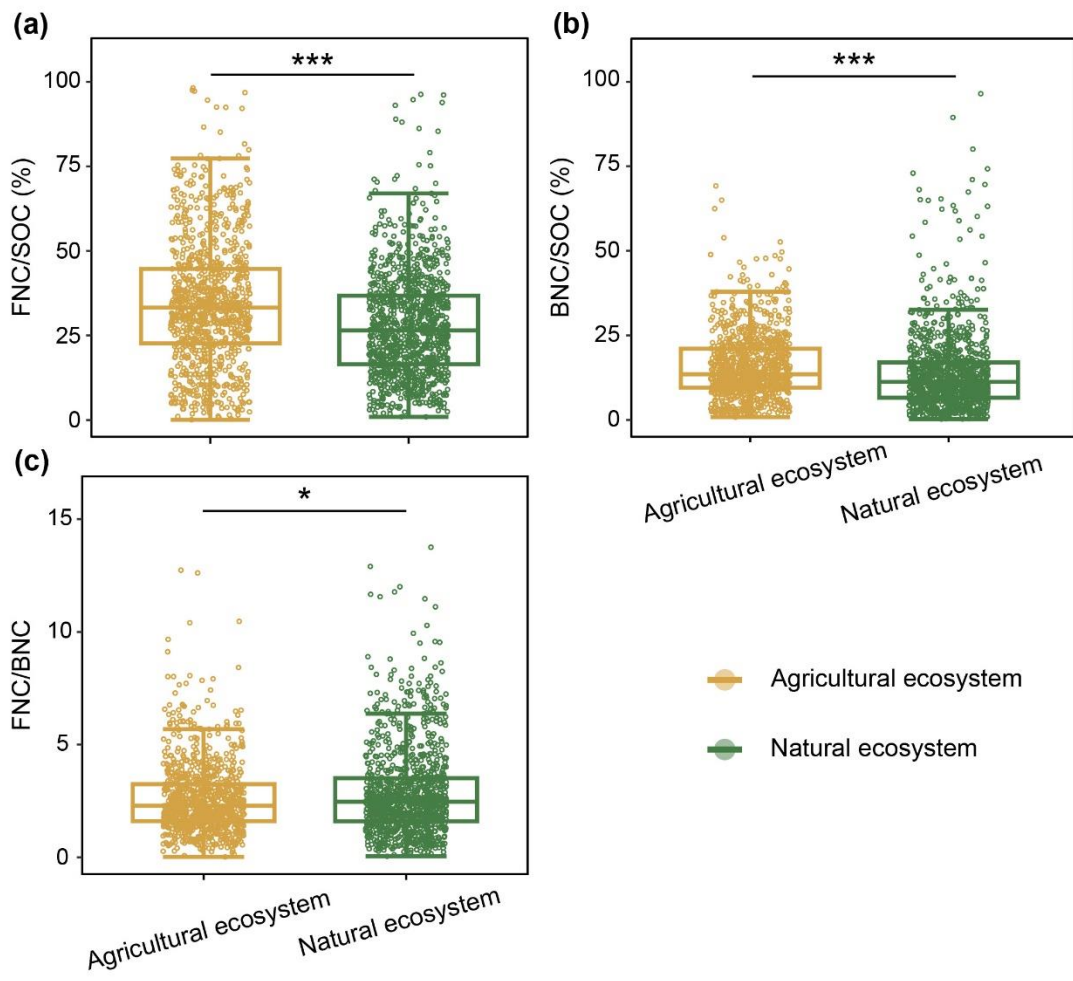 (a)
***
100
75
50
25
0
FNC/SOC (%)
(b)
***
100
75
50
25
0
BNC/SOC (%)
Agricultural ecosystem
Natural ecosystem
(c)
*
15
10
5
0
FNC/BNC
Agricultural ecosystem
Natural ecosystem
Agricultural ecosystem
Natural ecosystem